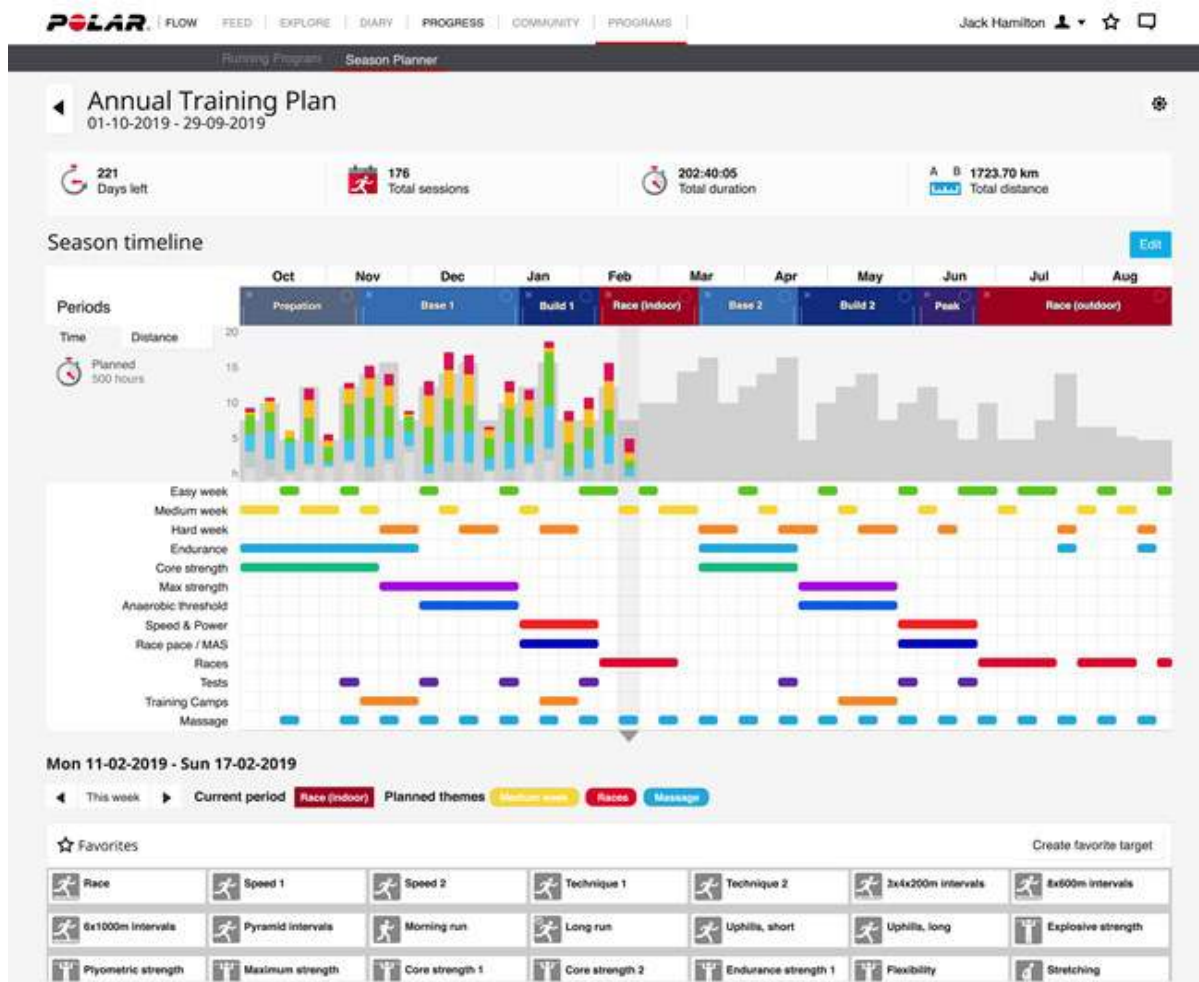 POLAR. FLOW FEED EXPLORE DIARY PROGRESS COMMUNITY PROGRAMS Jack Hamilton
Running Program Season Planner
Annual Training Plan
01-10-2019 - 29-09-2019
221
Days left
176
Total sessions
202:40:05
Total duration
A B 1723.70 km
Total distance
Season timeline
Edit
Oct Nov Dec Jan Feb Mar Apr May Jun Jul Aug
Periods
Prepation Base 1 Build 1 Race (Indoor) Base 2 Build 2 Peak Race (outdoor)
Time Distance
Planned
500 hours
20
15
10
5
h
Easy week
Medium week
Hard week
Endurance
Core strength
Max strength
Anaerobic threshold
Speed & Power
Race pace / MAS
Races
Tests
Training Camps
Massage
Mon 11-02-2019 - Sun 17-02-2019
This week Current period Race (Indoor) Planned themes Medium week Races Massage
Favorites
Create favorite target
Race Speed 1 Speed 2 Technique 1 Technique 2 3x4x200m intervals 8x600m intervals
6x1000m intervals Pyramid intervals Morning run Long run Uphills, short Uphills, long Explosive strength
Plyometric strength Maximum strength Core strength 1 Core strength 2 Endurance strength 1 Flexibility Stretching